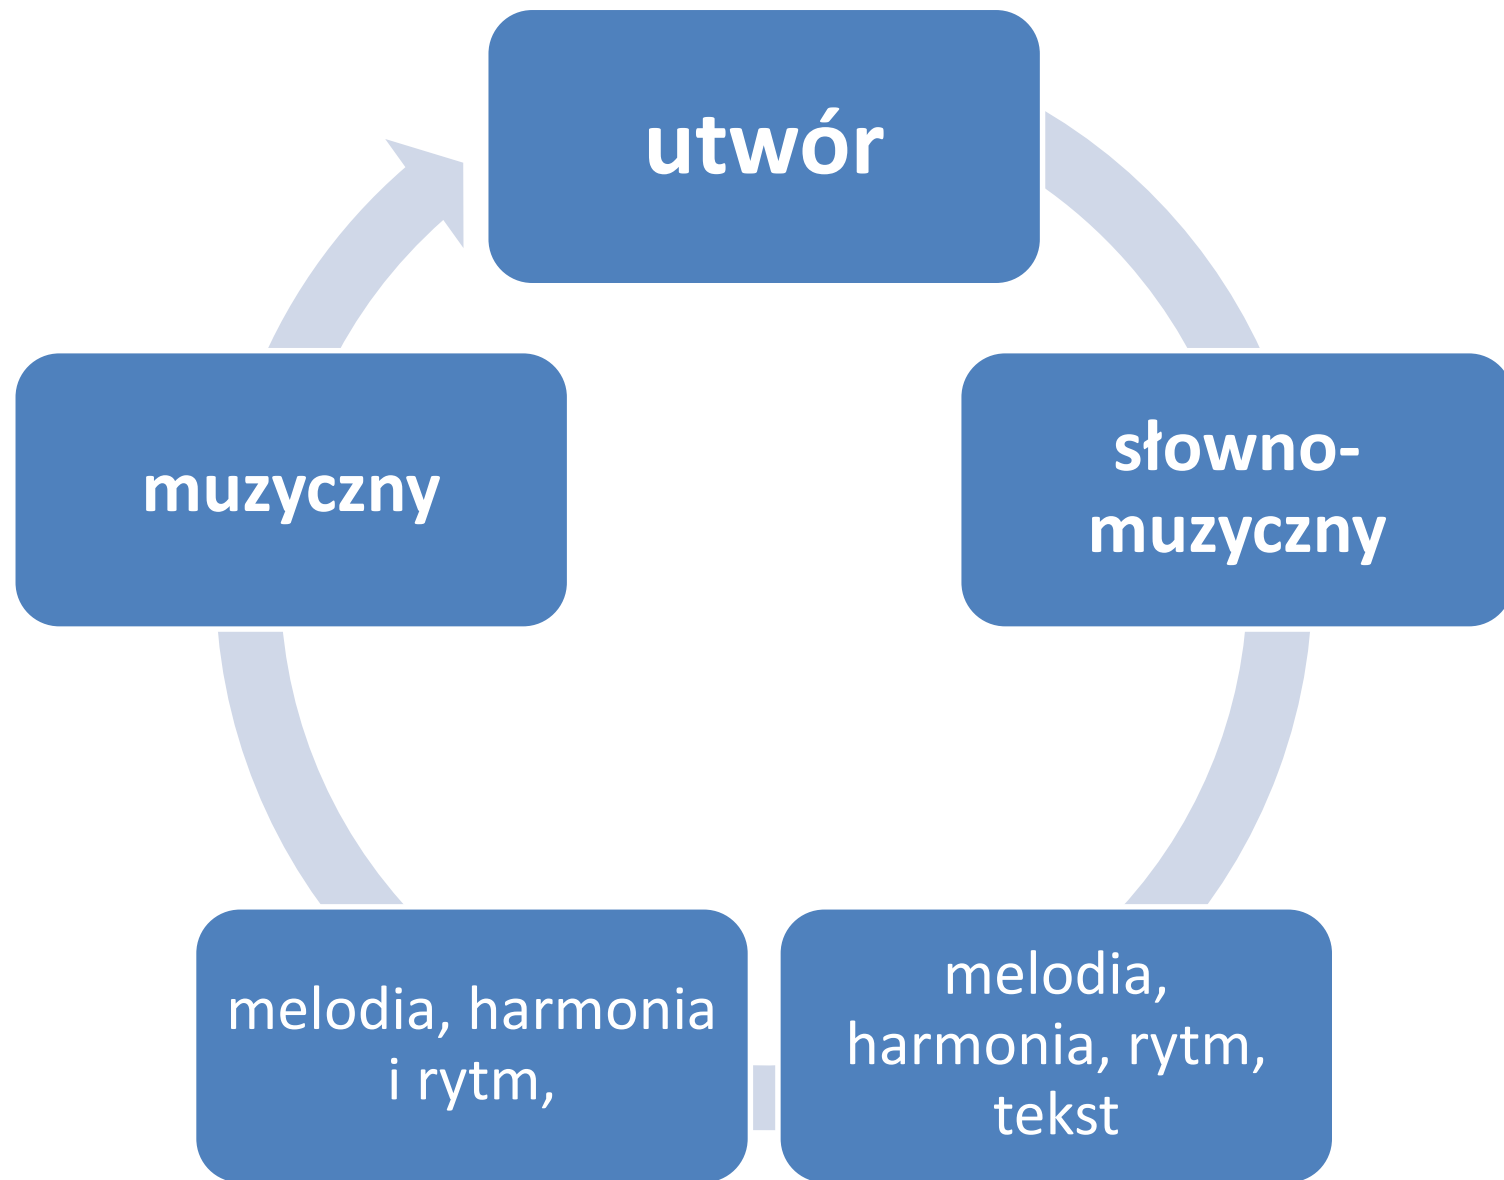 utwór
słowno-
muzyczny
melodia,
harmonia, rytm,
tekst
melodia, harmonia
i rytm,
muzyczny